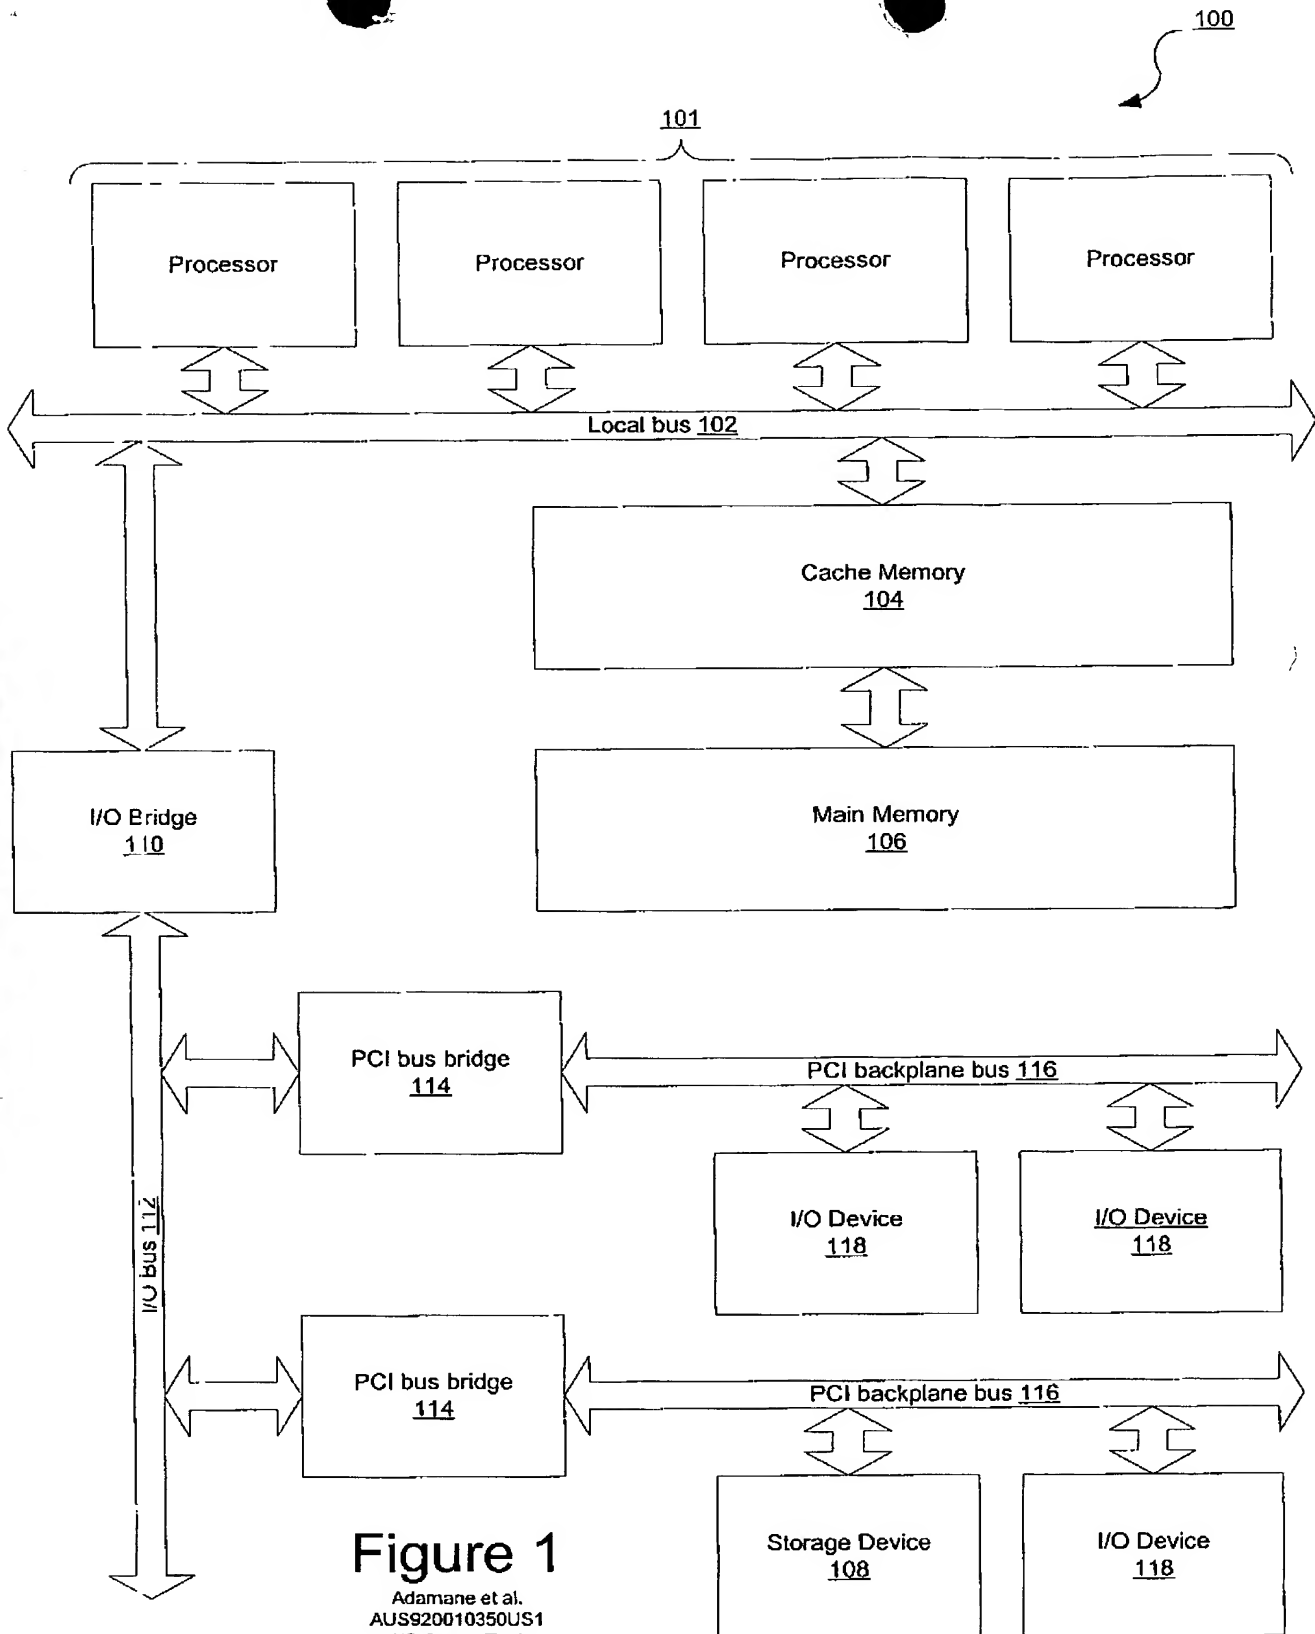 100
101
Processor
Processor
Processor
Processor
Local bus 102
Cache Memory
104
I/O Bridge
110
Main Memory
106
PCI bus bridge
114
PCI backplane bus 116
I/O Device
118
I/O Device
118
I/O Bus 112
PCI bus bridge
114
PCI backplane bus 116
Storage Device
108
I/O Device
118
Figure 1
Adamane et al.
AUS920010350US1